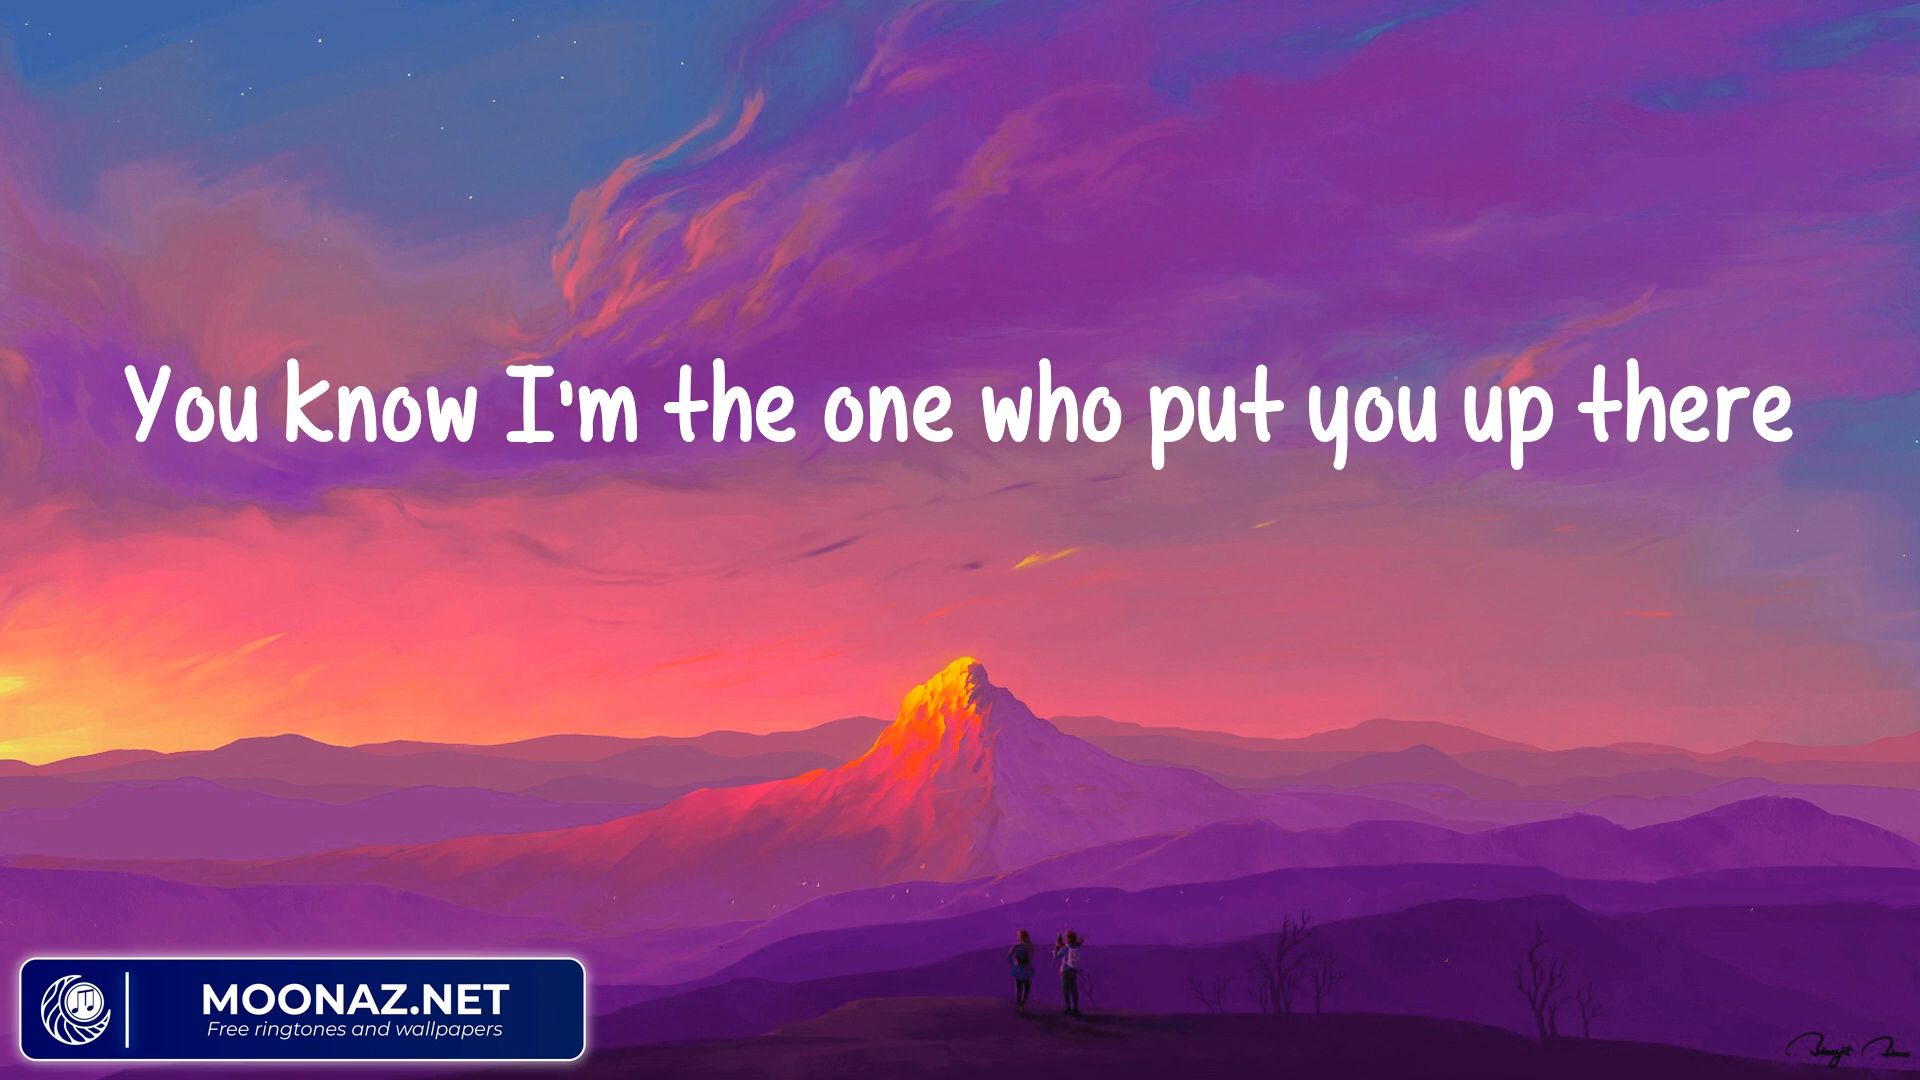 You know I'm the one who put you up there
MOONAZ.NET
Free ringtones and wallpapers